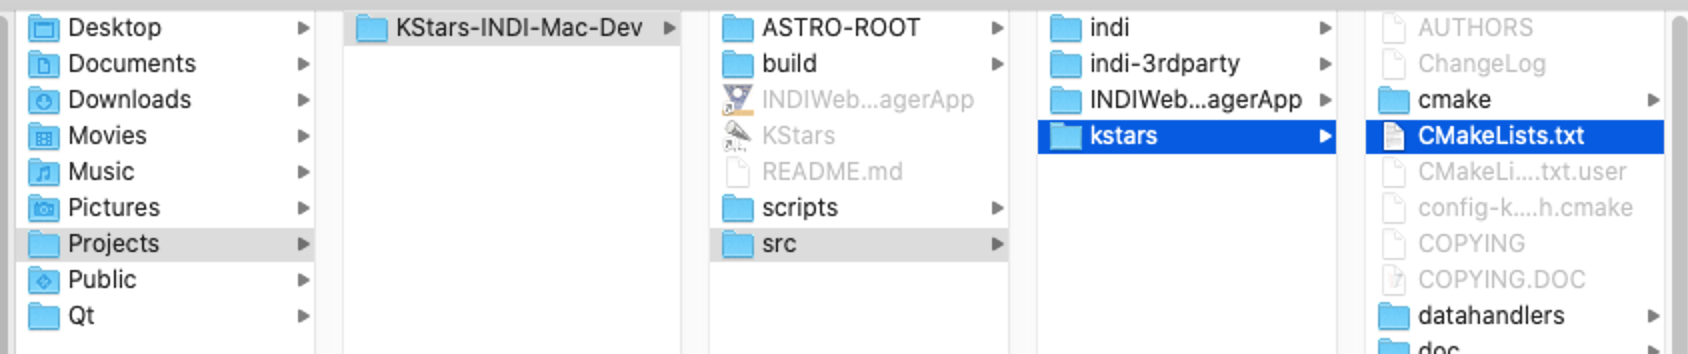 Desktop
Documents
Downloads
Movies
Music
Pictures
Projects
Public
Qt
KStars-INDI-Mac-Dev
ASTRO-ROOT
build
INDIWeb...agerApp
KStars
README.md
scripts
src
indi
indi-3rdparty
INDIWeb...agerApp
kstars
AUTHORS
ChangeLog
cmake
CMakeLists.txt
CMakeLi....txt.user
config-k....h.cmake
COPYING
COPYING.DOC
datahandlers
doc